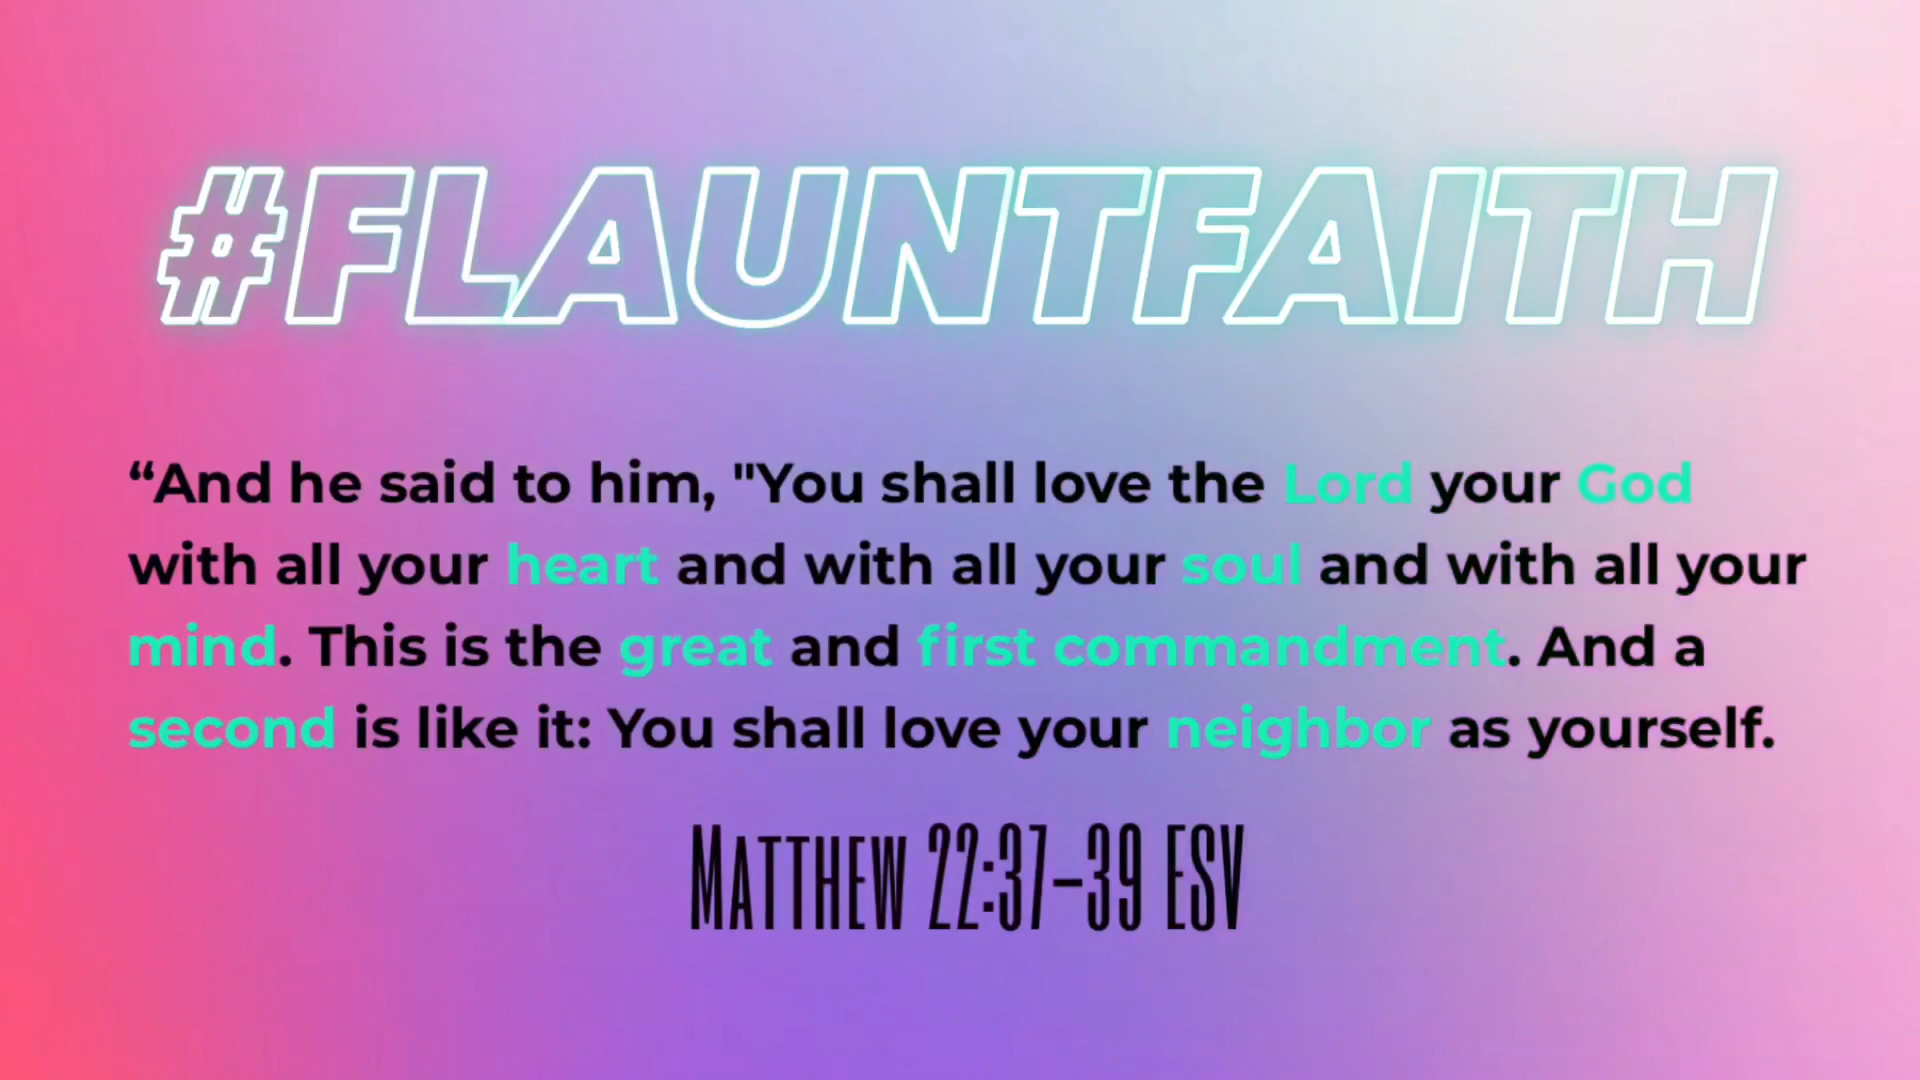 #FLAUNTFAITH
“And he said to him, "You shall love the Lord your God
with all your heart and with all your soul and with all your
mind. This is the great and first commandment. And a
second is like it: You shall love your neighbor as yourself.
MATTHEW 22:37–39 ESV